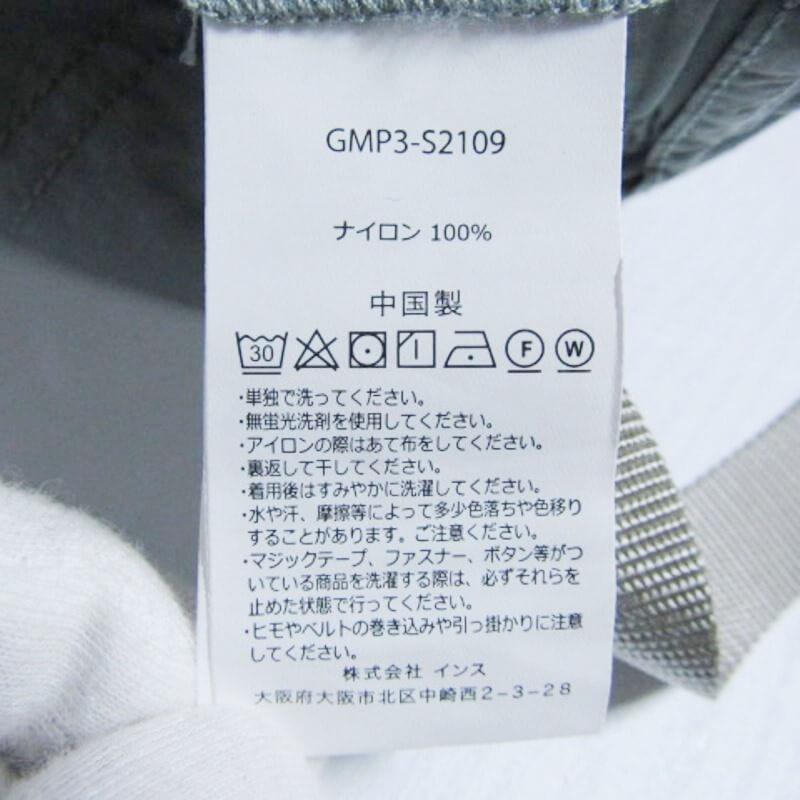 GMP3-S2109
ナイロン 100%
中国製
30 F W
・単独で洗ってください。
・無蛍光洗剤を使用してください。
・アイロンの際はあて布をしてください。
・裏返して干してください。
・着用後はすみやかに洗濯してください。
・水や汗、摩擦等によって多少色落ちや色移り
することがあります。ご注意ください。
・マジックテープ、ファスナー、ボタン等がつ
いている商品を洗濯する際は、必ずそれらを
止めた状態で行ってください。
・ヒモやベルトの巻き込みや引っ掛かりに注意
してください。
株式会社 インス
大阪府大阪市北区中崎西2-3-28